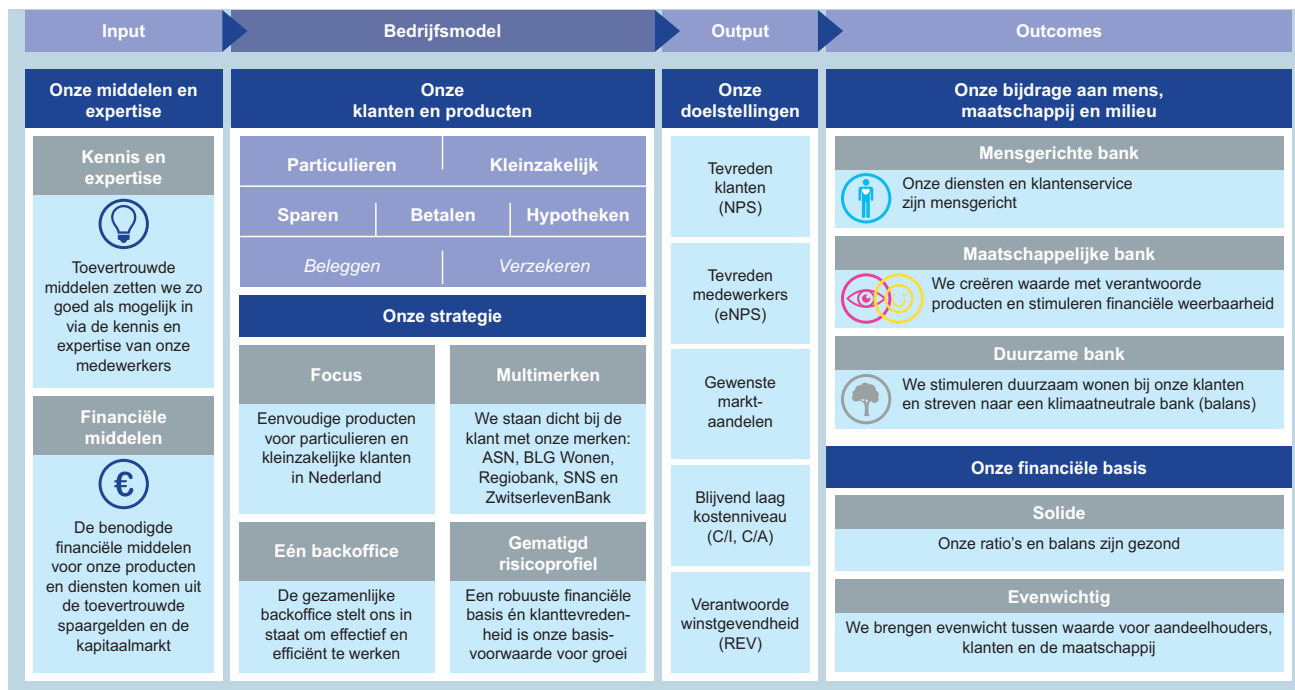 Input
Bedrijfsmodel
Output
Outcomes
Onze middelen en
expertise
Kennis en
expertise
Toevertrouwde
middelen zetten we zo
goed als mogelijk in
via de kennis en
expertise van onze
medewerkers
Financiële
middelen
€
De benodigde
financiële middelen
voor onze producten
en diensten komen uit
de toevertrouwde
spaargelden en de
kapitaalmarkt
Onze
klanten en producten
Particulieren
Kleinzakelijk
Sparen
Betalen
Hypotheken
Beleggen
Verzekeren
Onze strategie
Focus
Eenvoudige producten
voor particulieren en
kleinzakelijke klanten
in Nederland
Multimerken
We staan dicht bij de
klant met onze merken:
ASN, BLG Wonen,
Regiobank, SNS en
ZwitserlevenBank
Eén backoffice
De gezamenlijke
backoffice stelt ons in
staat om effectief en
efficiënt te werken
Gematigd
risicoprofiel
Een robuuste financiële
basis én klanttevreden-
heid is onze basis-
voorwaarde voor groei
Onze
doelstellingen
Tevreden
klanten
(NPS)
Tevreden
medewerkers
(eNPS)
Gewenste
markt-
aandelen
Blijvend laag
kostenniveau
(C/I, C/A)
Verantwoorde
winstgevendheid
(REV)
Onze bijdrage aan mens,
maatschappij en milieu
Mensgerichte bank
Onze diensten en klantenservice
zijn mensgericht
Maatschappelijke bank
We creëren waarde met verantwoorde
producten en stimuleren financiële weerbaarheid
Duurzame bank
We stimuleren duurzaam wonen bij onze klanten
en streven naar een klimaatneutrale bank (balans)
Onze financiële basis
Solide
Onze ratio's en balans zijn gezond
Evenwichtig
We brengen evenwicht tussen waarde voor aandeelhouders,
klanten en de maatschappij